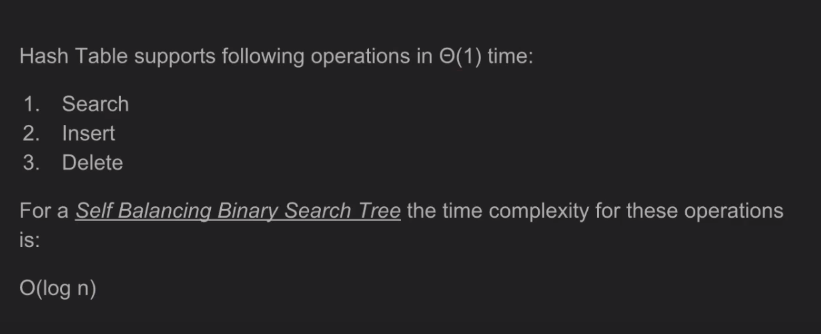 Hash Table supports following operations in Θ(1) time:
1. Search
2. Insert
3. Delete
For a Self Balancing Binary Search Tree the time complexity for these operations
is:
O(log n)